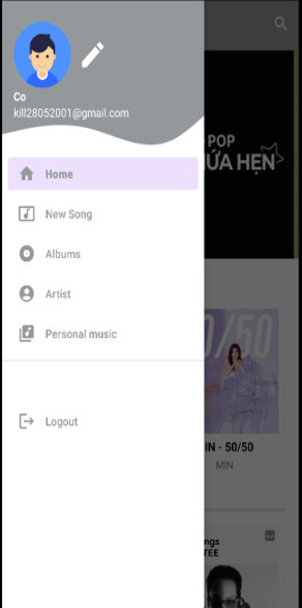 Co
kill28052001@gmail.com
POP
ỨA HẸN
Home
New Song
Albums
Artist
Personal music
0/50
IN - 50/50
MIN
Logout
ngs
TEE